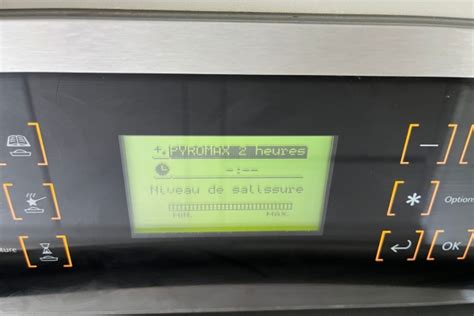 PYROMAX 2 heures
--:--
Niveau de salissure
MIN. MAX.
Option
OK